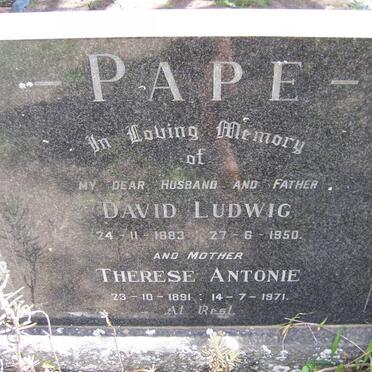 - PAPE -
In Loving Memory
of
MY DEAR HUSBAND AND FATHER
DAVID LUDWIG
24-11-1883 : 27-6-1950.
AND MOTHER
THERESE ANTONIE
23-10-1891 : 14-7-1971.
At Rest.